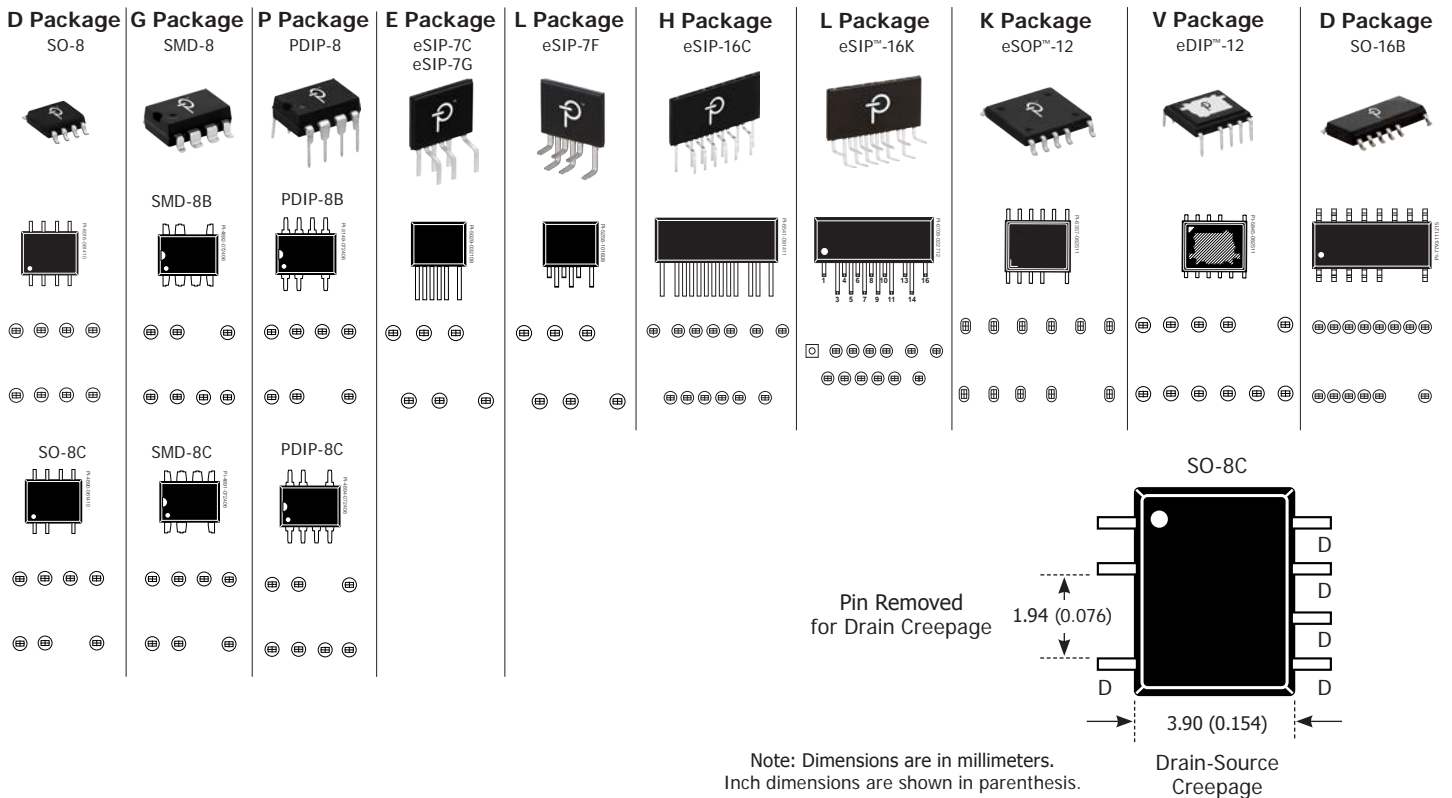 D Package
SO-8
G Package
SMD-8
P Package
PDIP-8
E Package
eSIP-7C
eSIP-7G
L Package
eSIP-7F
H Package
eSIP-16C
L Package
eSIP™-16K
K Package
eSOP™-12
V Package
eDIP™-12
D Package
SO-16B
SMD-8B
PDIP-8B
1
4
6
8
10
13
16
3
5
7
9
11
14
SO-8C
SMD-8C
PDIP-8C
SO-8C
D
D
D
D
D
Pin Removed
for Drain Creepage
1.94 (0.076)
3.90 (0.154)
Drain-Source
Creepage
Note: Dimensions are in millimeters.
Inch dimensions are shown in parenthesis.